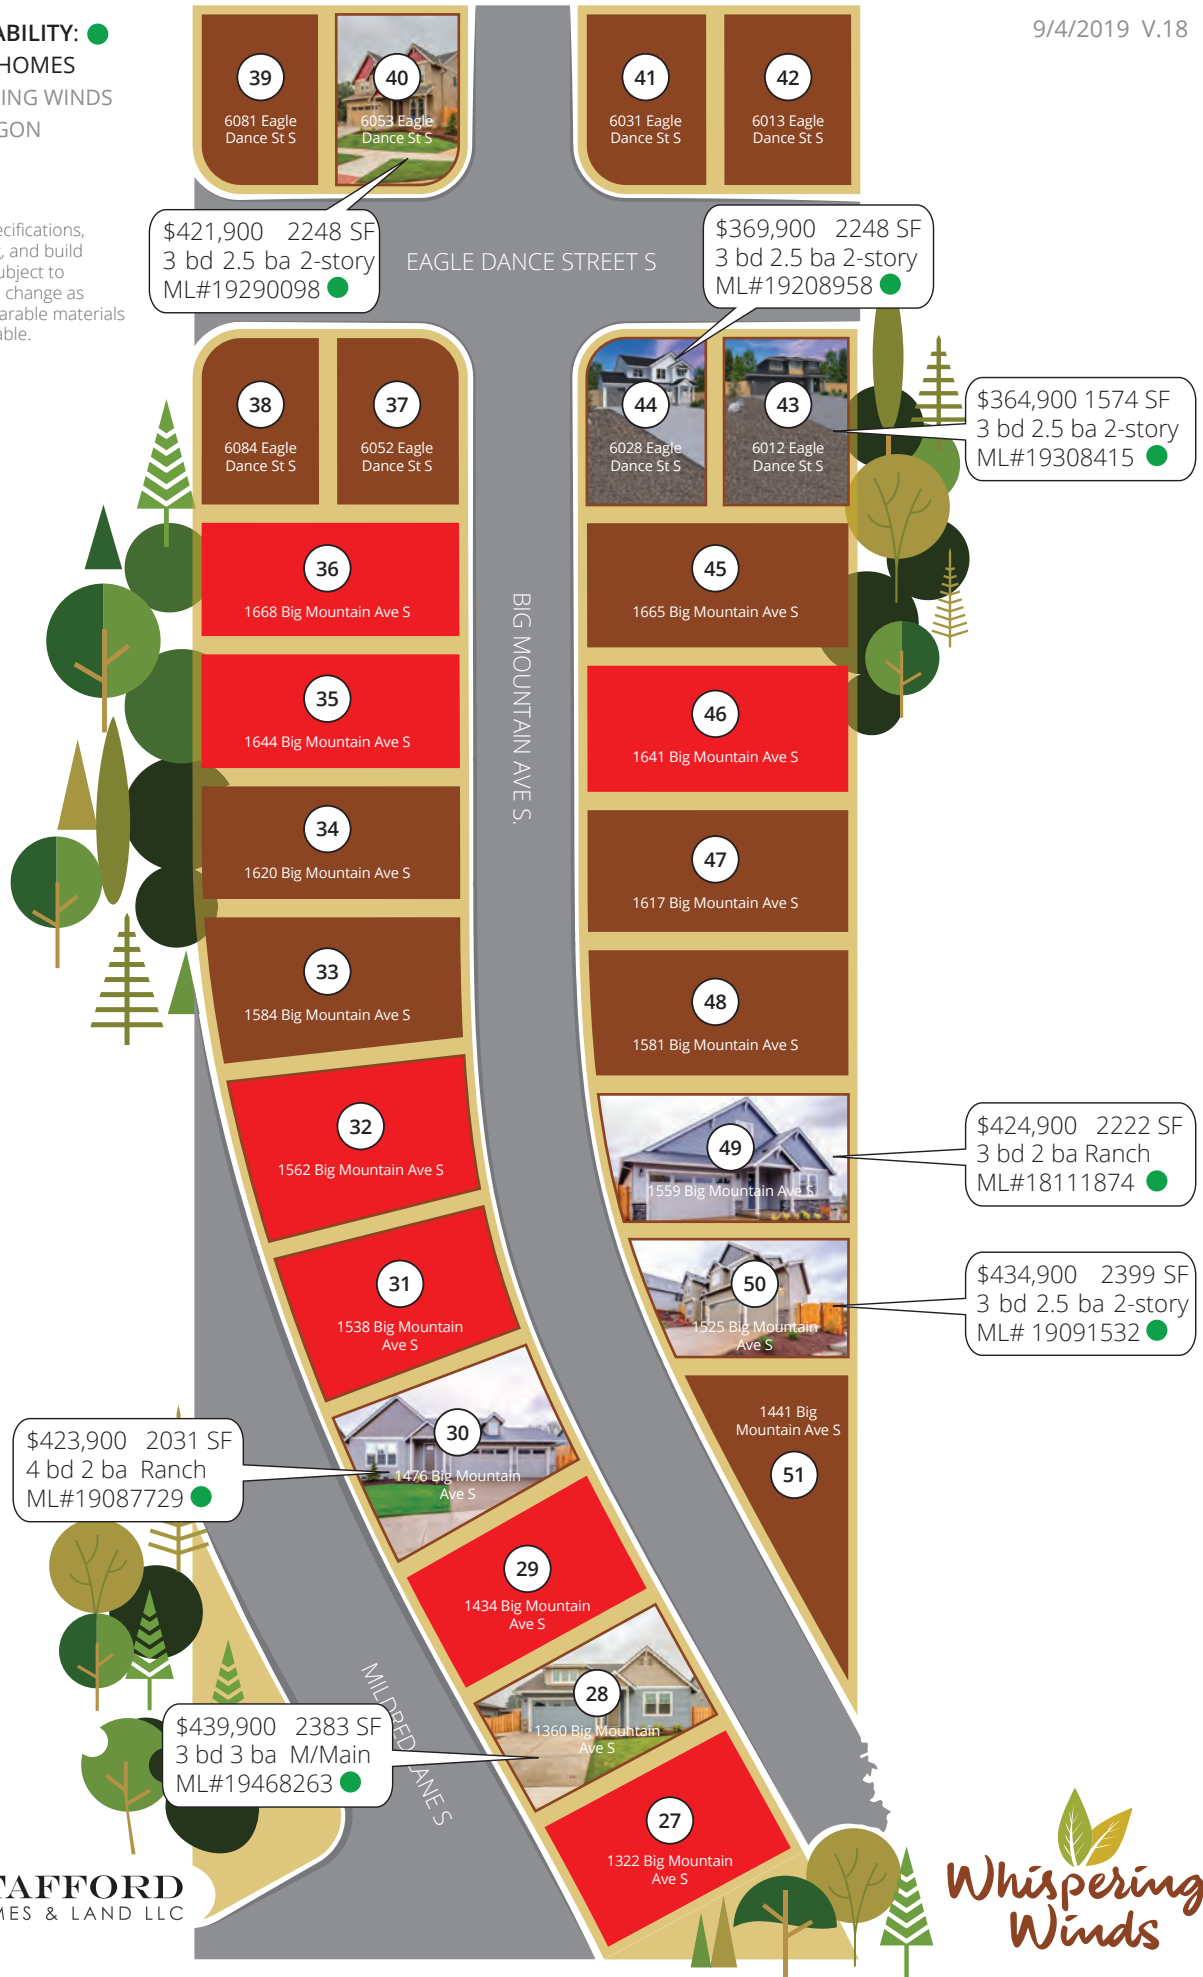 9/4/2019 V.18
ABILITY:
HOMES
ING WINDS
GON
ecifications,
, and build
ubject to
change as
arable materials
able.
39
6081 Eagle
Dance St S
40
6053 Eagle
Dance St S
41
6031 Eagle
Dance St S
42
6013 Eagle
Dance St S
$421,900 2248 SF
3 bd 2.5 ba 2-story
ML#19290098
EAGLE DANCE STREET S
$369,900 2248 SF
3 bd 2.5 ba 2-story
ML#19208958
38
6084 Eagle
Dance St S
37
6052 Eagle
Dance St S
44
6028 Eagle
Dance St S
43
6012 Eagle
Dance St S
$364,900 1574 SF
3 bd 2.5 ba 2-story
ML#19308415
36
1668 Big Mountain Ave S
45
1665 Big Mountain Ave S
BIG MOUNTAIN AVE S.
35
1644 Big Mountain Ave S
46
1641 Big Mountain Ave S
34
1620 Big Mountain Ave S
47
1617 Big Mountain Ave S
33
1584 Big Mountain Ave S
48
1581 Big Mountain Ave S
32
1562 Big Mountain Ave S
49
1559 Big Mountain Ave S
$424,900 2222 SF
3 bd 2 ba Ranch
ML#18111874
31
1538 Big Mountain
Ave S
50
1525 Big Mountain
Ave S
$434,900 2399 SF
3 bd 2.5 ba 2-story
ML# 19091532
30
1476 Big Mountain
Ave S
1441 Big
Mountain Ave S
51
$423,900 2031 SF
4 bd 2 ba Ranch
ML#19087729
29
1434 Big Mountain
Ave S
28
1360 Big Mountain
Ave S
MILDRED LANE S
$439,900 2383 SF
3 bd 3 ba M/Main
ML#19468263
27
1322 Big Mountain
Ave S
TAFFORD
MES & LAND LLC
Whispering
Winds